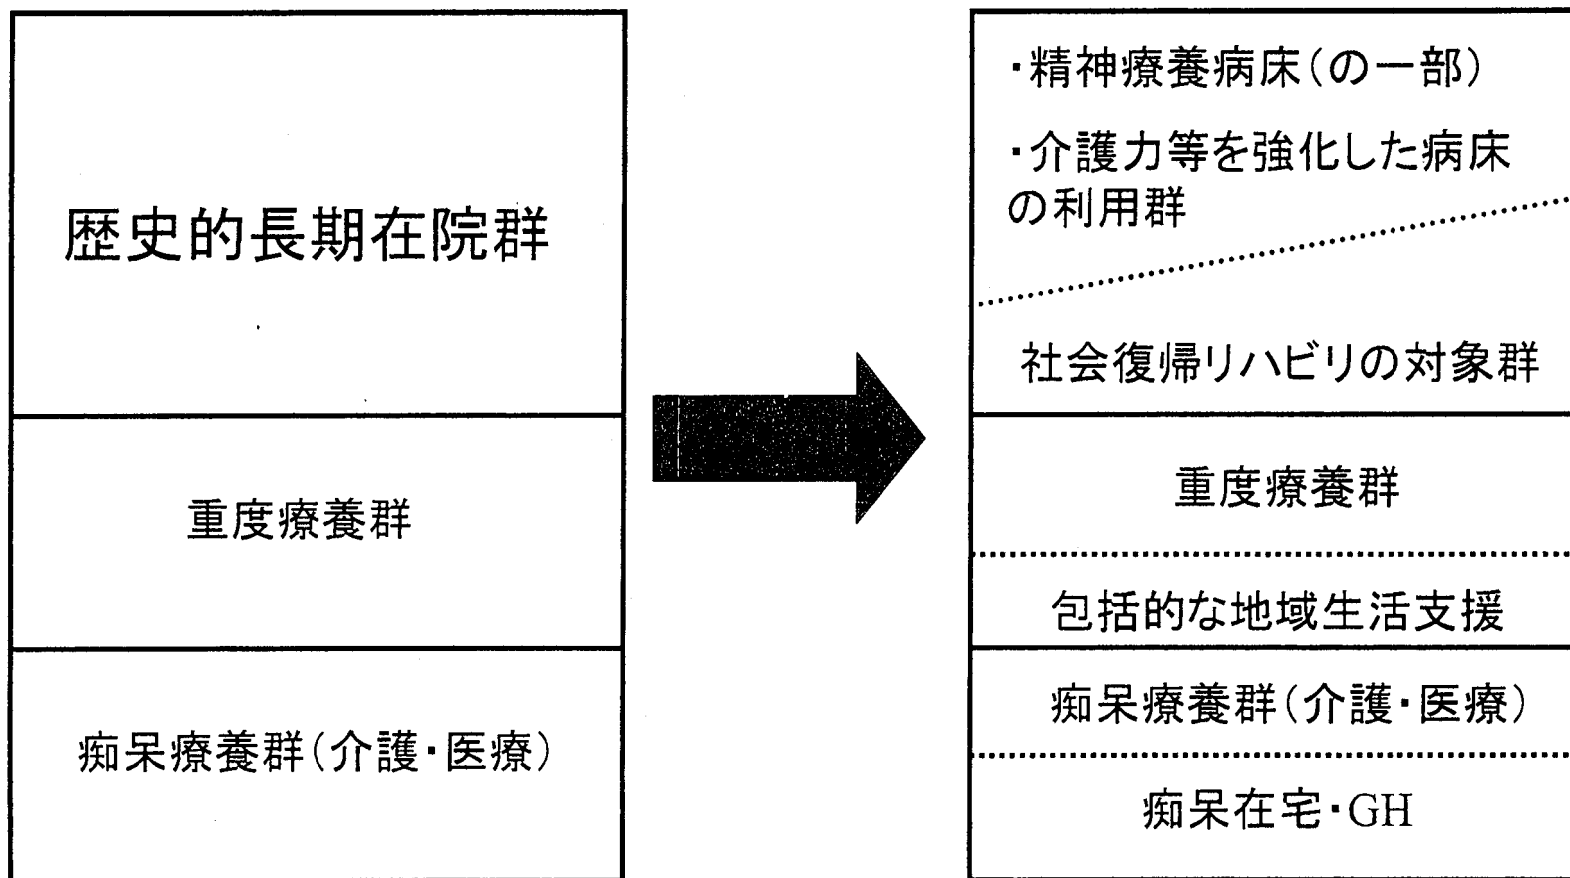 歴史的長期在院群
重度療養群
痴呆療養群(介護・医療)
・精神療養病床(の一部)
・介護力等を強化した病床
の利用群
社会復帰リハビリの対象群
重度療養群
包括的な地域生活支援
痴呆療養群(介護・医療)
痴呆在宅・GH